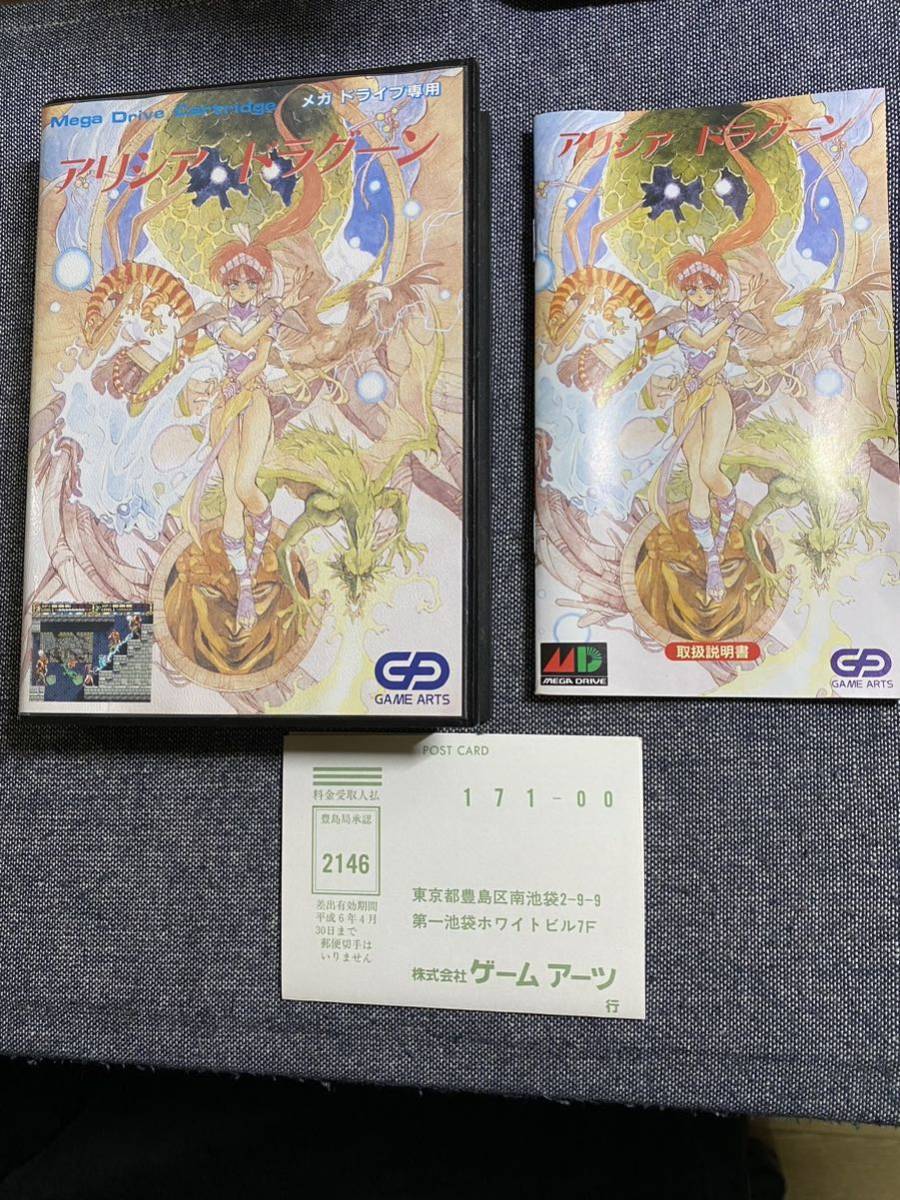 Mega Drive Cartridge
メガ ドライブ専用
アリシア ドラグーン
GAME ARTS
アリシア ドラグーン
MD
MEGA DRIVE
取扱説明書
GAME ARTS
POST CARD
料金受取人払
豊島局承認
2146
差出有効期間
平成6年4月
30日まで
郵便切手は
いりません
171-00
東京都豊島区南池袋2-9-9
第一池袋ホワイトビル7F
株式会社 ゲーム アーツ
行